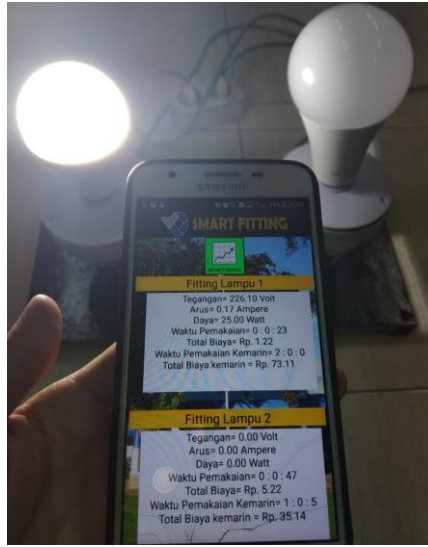 SAMSUNG
SMART FITTING
Fitting Lampu 1
Tegangan= 226.10 Volt
Arus= 0.17 Ampere
Daya= 25.00 Watt
Waktu Pemakaian= 0 : 0 : 23
Total Biaya= Rp. 1.22
Waktu Pemakaian Kemarin= 2 : 0 : 0
Total Biaya kemarin = Rp. 73.11
Fitting Lampu 2
Tegangan= 0.00 Volt
Arus= 0.00 Ampere
Daya= 0.00 Watt
Waktu Pemakaian= 0 : 0 : 47
Total Biaya= Rp. 5.22
Waktu Pemakaian Kemarin= 1 : 0 : 5
Total Biaya kemarin = Rp. 35.14